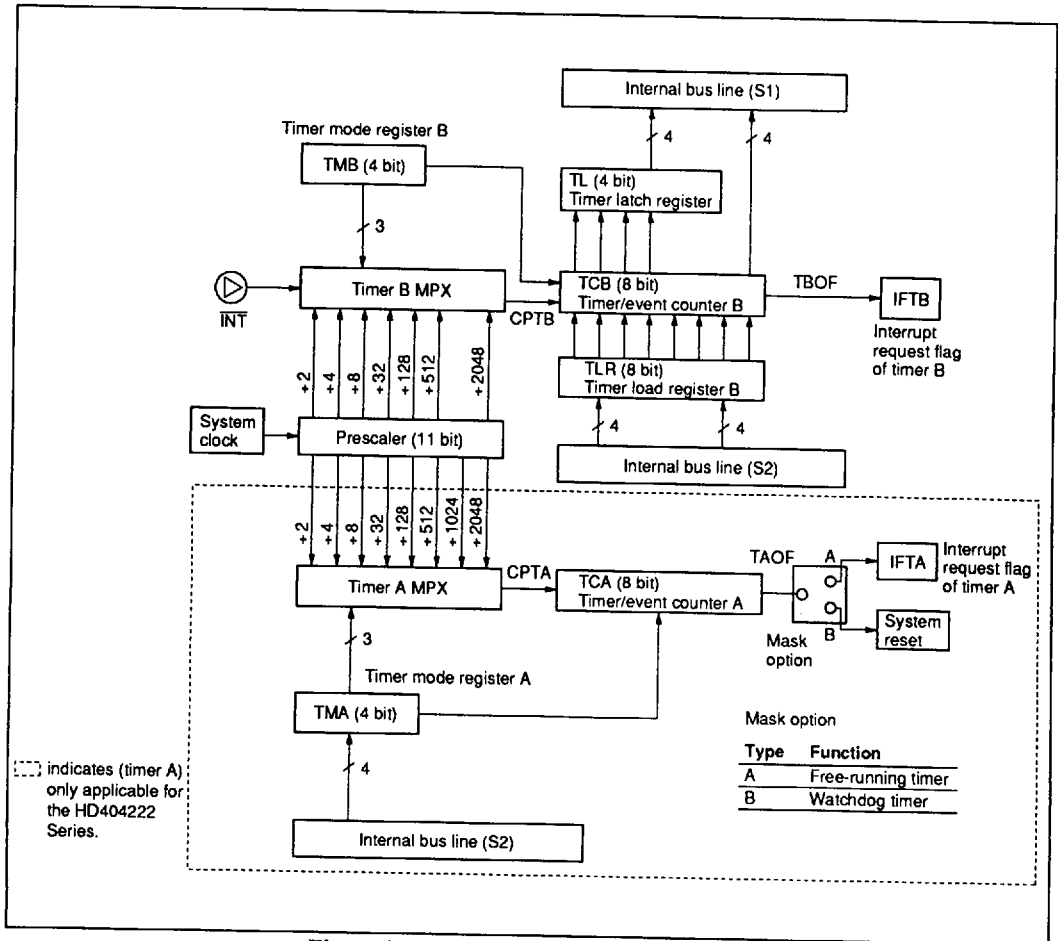 Internal bus line (S1)
4
4
Timer mode register B
TMB (4 bit)
TL (4 bit)
Timer latch register
3
Timer B MPX
INT
CPTB
TCB (8 bit)
Timer/event counter B
TBOF
IFTB
Interrupt
request flag
of timer B
÷2
÷4
÷8
÷32
÷128
÷512
÷2048
TLR (8 bit)
Timer load register B
4
4
System
clock
Prescaler (11 bit)
Internal bus line (S2)
÷2
÷4
÷8
÷32
÷128
÷512
÷1024
÷2048
Timer A MPX
CPTA
TCA (8 bit)
Timer/event counter A
TAOF
A
B
Mask
option
IFTA
Interrupt
request flag
of timer A
System
reset
3
Timer mode register A
TMA (4 bit)
4
Internal bus line (S2)
Mask option
Type Function
A Free-running timer
B Watchdog timer
indicates (timer A)
only applicable for
the HD404222
Series.